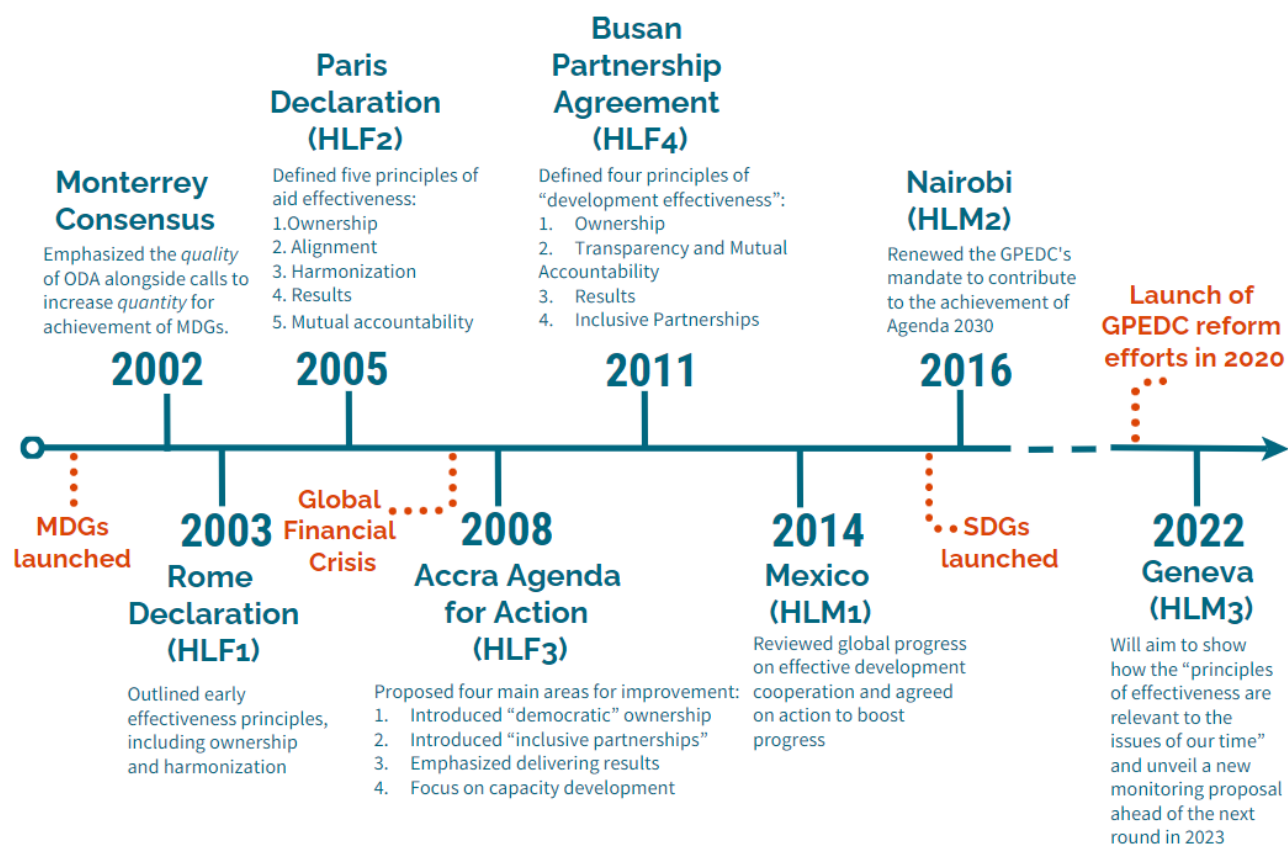 Monterrey
Consensus
Emphasized the quality
of ODA alongside calls to
increase quantity for
achievement of MDGs.
2002
Paris
Declaration
(HLF2)
Defined five principles of
aid effectiveness:
1.Ownership
2. Alignment
3. Harmonization
4. Results
5. Mutual accountability
2005
Busan
Partnership
Agreement
(HLF4)
Defined four principles of
“development effectiveness”:
1. Ownership
2. Transparency and Mutual
Accountability
3. Results
4. Inclusive Partnerships
2011
Nairobi
(HLM2)
Renewed the GPEDC's
mandate to contribute
to the achievement of
Agenda 2030
2016
Launch of
GPEDC reform
efforts in 2020
MDGs
launched
2003
Rome
Declaration
(HLF1)
Outlined early
effectiveness principles,
including ownership
and harmonization
Global
Financial
Crisis
2008
Accra Agenda
for Action
(HLF3)
Proposed four main areas for improvement:
1. Introduced “democratic” ownership
2. Introduced “inclusive partnerships”
3. Emphasized delivering results
4. Focus on capacity development
2014
Mexico
(HLM1)
Reviewed global progress
on effective development
cooperation and agreed
on action to boost
progress
SDGs
launched
2022
Geneva
(HLM3)
Will aim to show
how the “principles
of effectiveness are
relevant to the
issues of our time”
and unveil a new
monitoring proposal
ahead of the next
round in 2023